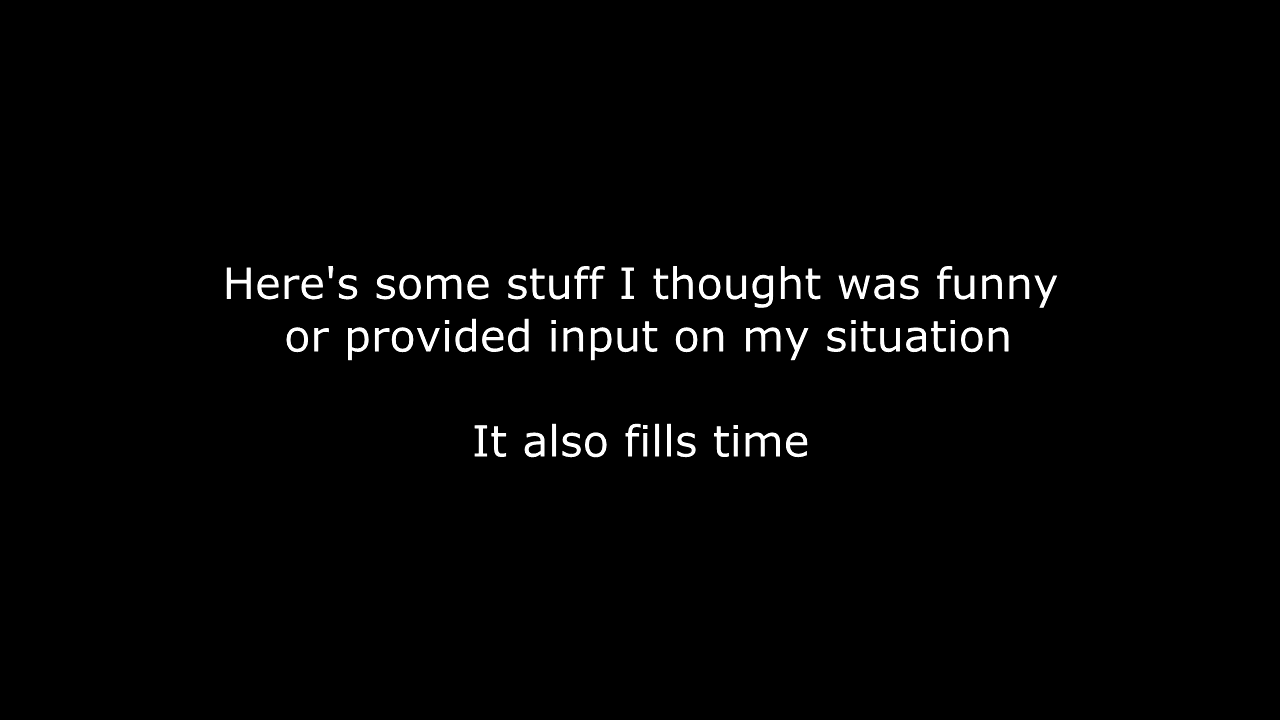 Here's some stuff I thought was funny
or provided input on my situation
It also fills time